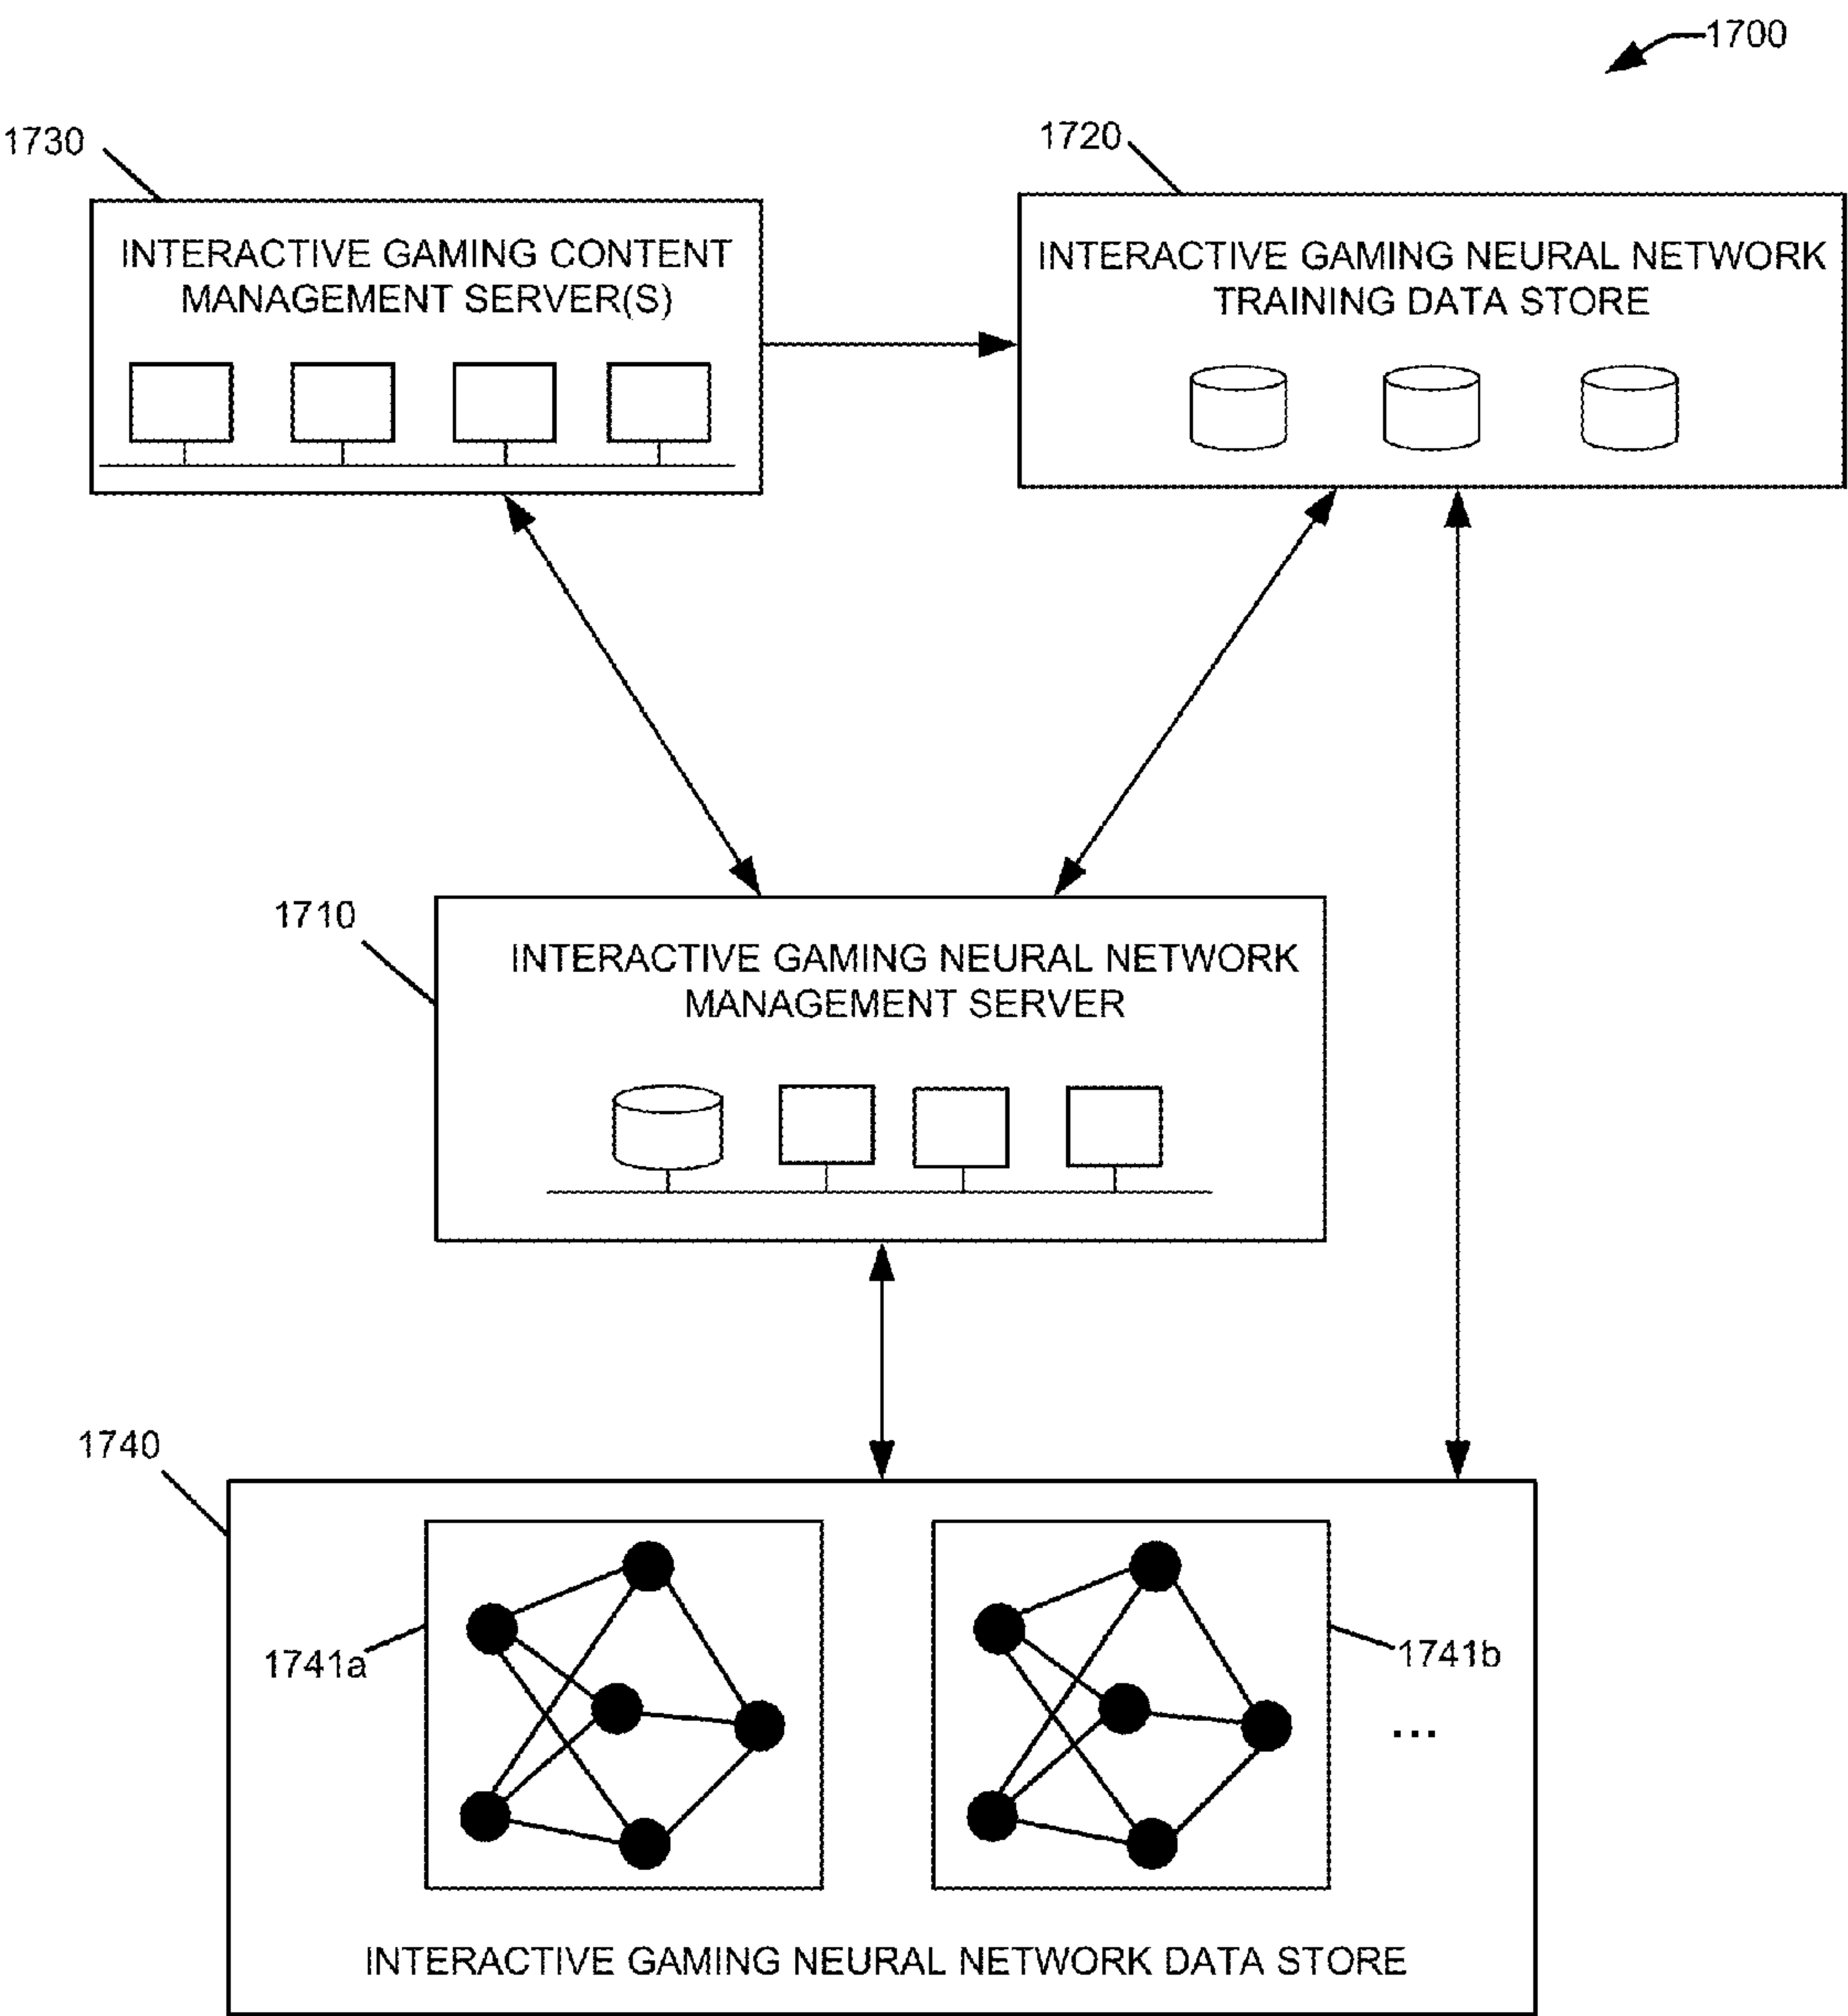 1700
1730
1720
INTERACTIVE GAMING CONTENT
MANAGEMENT SERVER(S)
INTERACTIVE GAMING NEURAL NETWORK
TRAINING DATA STORE
1710
INTERACTIVE GAMING NEURAL NETWORK
MANAGEMENT SERVER
1740
1741a
1741b
...
INTERACTIVE GAMING NEURAL NETWORK DATA STORE